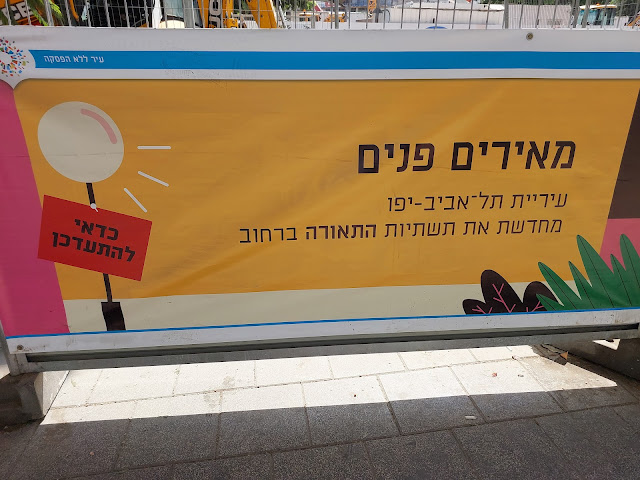 עיר ללא הפסקה
מאירים פנים
עיריית תל־אביב-יפו
מחדשת את תשתיות התאורה ברחוב
כדאי
להתעדכן